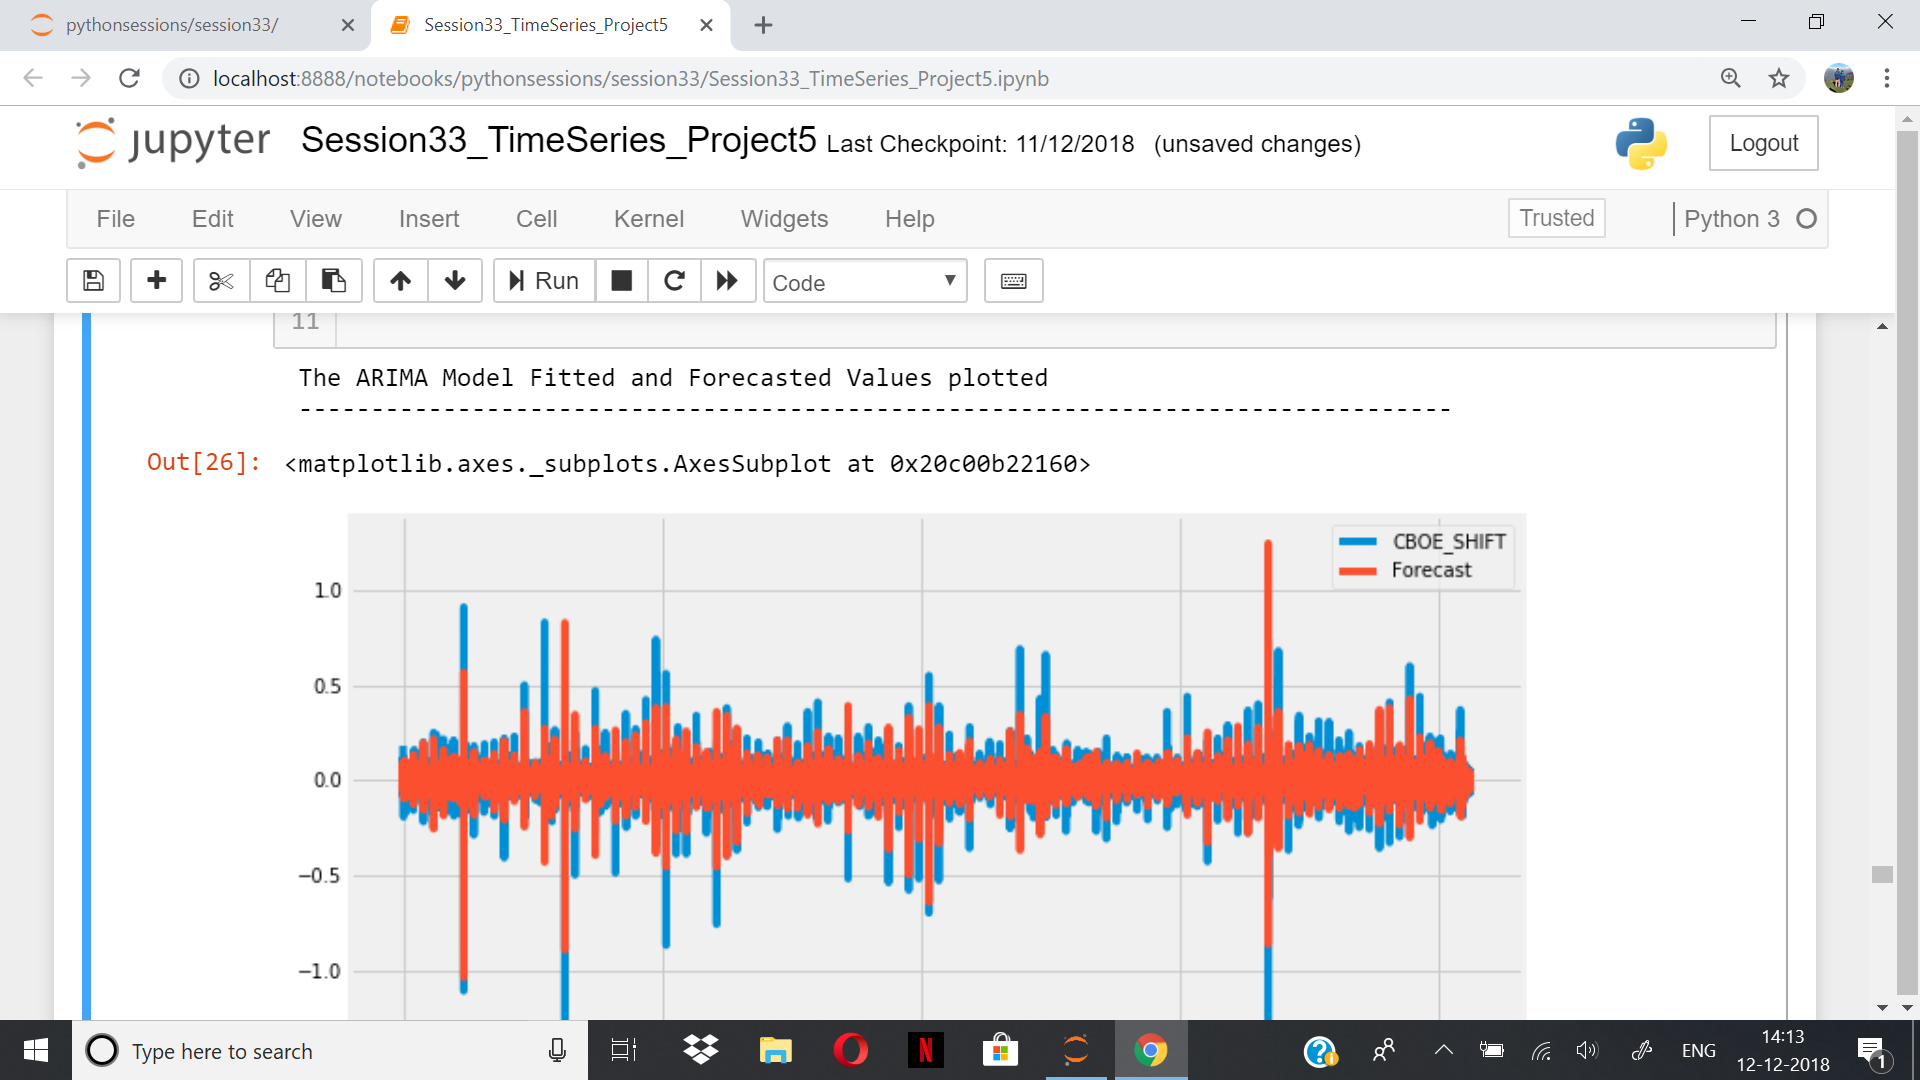 pythonsessions/session33/
Session33_TimeSeries_Project5
localhost:8888/notebooks/pythonsessions/session33/Session33_TimeSeries_Project5.ipynb
jupyter Session33_TimeSeries_Project5 Last Checkpoint: 11/12/2018 (unsaved changes)
Logout
File Edit View Insert Cell Kernel Widgets Help
Trusted
Python 3
Run
Code
11
The ARIMA Model Fitted and Forecasted Values plotted
--------------------------------------------------------------------------------
Out[26]: <matplotlib.axes._subplots.AxesSubplot at 0x20c00b22160>
CBOE_SHIFT
Forecast
1.0
0.5
0.0
−0.5
−1.0
Type here to search
N
ENG
14:13
12-12-2018
1